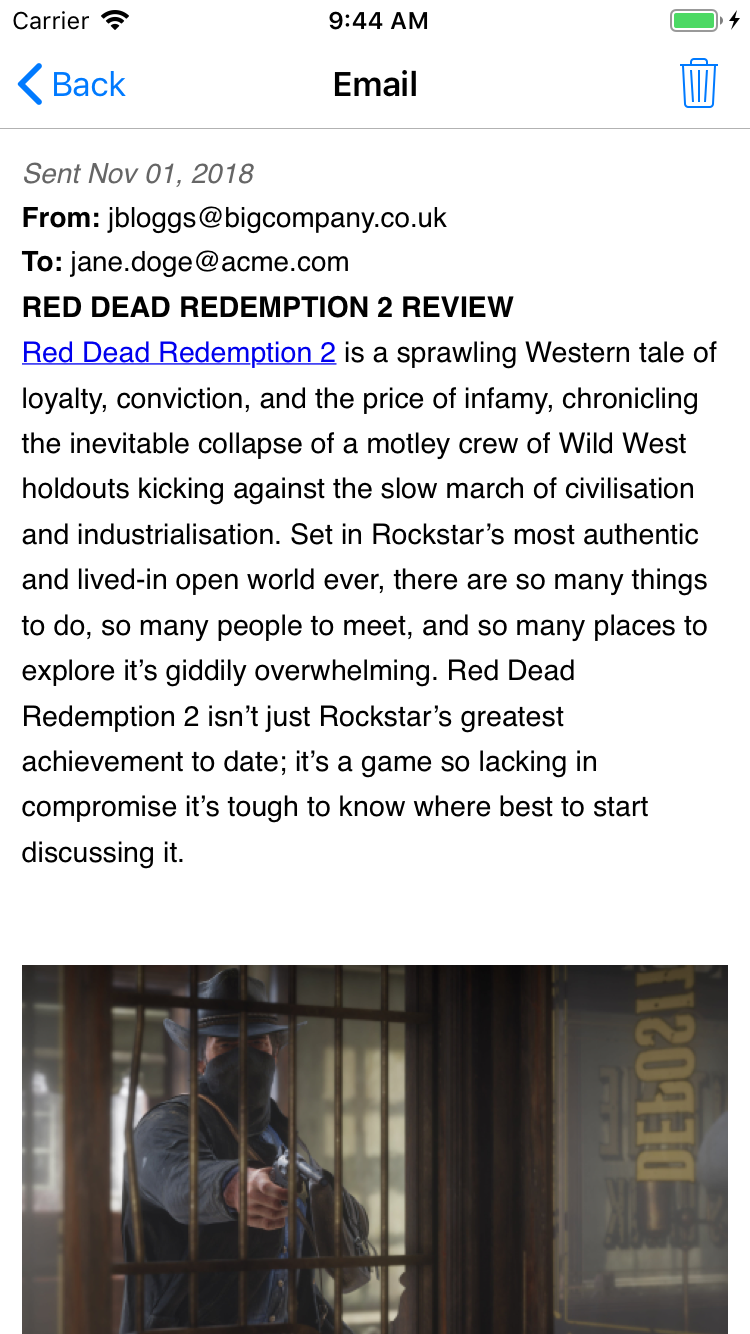 Carrier 9:44 AM
Back Email
Sent Nov 01, 2018
From: jbloggs@bigcompany.co.uk
To: jane.doge@acme.com
RED DEAD REDEMPTION 2 REVIEW
Red Dead Redemption 2 is a sprawling Western tale of
loyalty, conviction, and the price of infamy, chronicling
the inevitable collapse of a motley crew of Wild West
holdouts kicking against the slow march of civilisation
and industrialisation. Set in Rockstar’s most authentic
and lived-in open world ever, there are so many things
to do, so many people to meet, and so many places to
explore it’s giddily overwhelming. Red Dead
Redemption 2 isn’t just Rockstar’s greatest
achievement to date; it’s a game so lacking in
compromise it’s tough to know where best to start
discussing it.